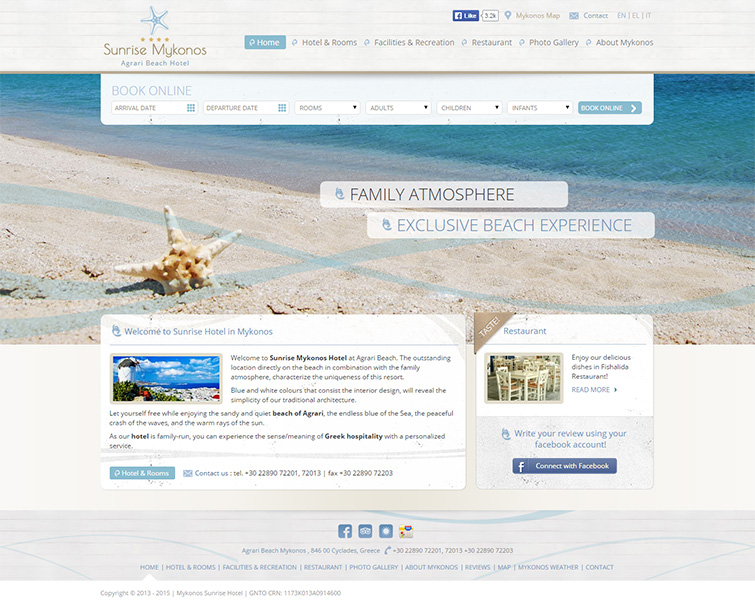 Like 3.2k Mykonos Map Contact EN | EL | IT
Sunrise Mykonos
Agrari Beach Hotel
Home Hotel & Rooms Facilities & Recreation Restaurant Photo Gallery About Mykonos
BOOK ONLINE
ARRIVAL DATE DEPARTURE DATE ROOMS ADULTS CHILDREN INFANTS BOOK ONLINE
FAMILY ATMOSPHERE
EXCLUSIVE BEACH EXPERIENCE
Welcome to Sunrise Hotel in Mykonos
Welcome to Sunrise Mykonos Hotel at Agrari Beach. The outstanding
location directly on the beach in combination with the family
atmosphere, characterize the uniqueness of this resort.
Blue and white colours that consist the interior design, will reveal the
simplicity of our traditional architecture.
Let yourself free while enjoying the sandy and quiet beach of Agrari, the endless blue of the Sea, the peaceful
crash of the waves, and the warm rays of the sun.
As our hotel is family-run, you can experience the sense/meaning of Greek hospitality with a personalized
service.
Hotel & Rooms Contact us : tel. +30 22890 72201, 72013 | fax +30 22890 72203
TASTE!
Restaurant
Enjoy our delicious
dishes in Fishalida
Restaurant!
READ MORE
Write your review using your
facebook account!
f Connect with Facebook
Agrari Beach Mykonos , 846 00 Cyclades, Greece +30 22890 72201, 72013 +30 22890 72203
HOME | HOTEL & ROOMS | FACILITIES & RECREATION | RESTAURANT | PHOTO GALLERY | ABOUT MYKONOS | REVIEWS | MAP | MYKONOS WEATHER | CONTACT
Copyright © 2013 - 2015 | Mykonos Sunrise Hotel | GNTO CRN: 1173K013A0914600